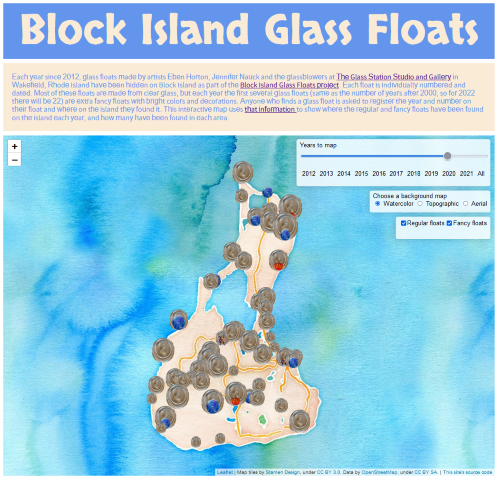 Block Island Glass Floats
Each year since 2012, glass floats made by artists Eben Horton, Jennifer Nauck and the glassblowers at The Glass Station Studio and Gallery in
Wakefield, Rhode Island have been hidden on Block Island as part of the Block Island Glass Floats project. Each float is individually numbered and
dated. Most of these floats are made from clear glass, but each year the first several glass floats (same as the number of years after 2000, so for 2022
there will be 22) are extra fancy floats with bright colors and decorations. Anyone who finds a glass float is asked to register the year and number on
their float and where on the island they found it. This interactive map uses that information to show where the regular and fancy floats have been found
on the island each year, and how many have been found in each area.
+
−
Years to map
2012 2013 2014 2015 2016 2017 2018 2019 2020 2021 All
Choose a background map
Watercolor Topographic Aerial
Regular floats Fancy floats
Leaflet | Map tiles by Stamen Design, under CC BY 3.0. Data by OpenStreetMap, under CC BY SA. | This site's source code